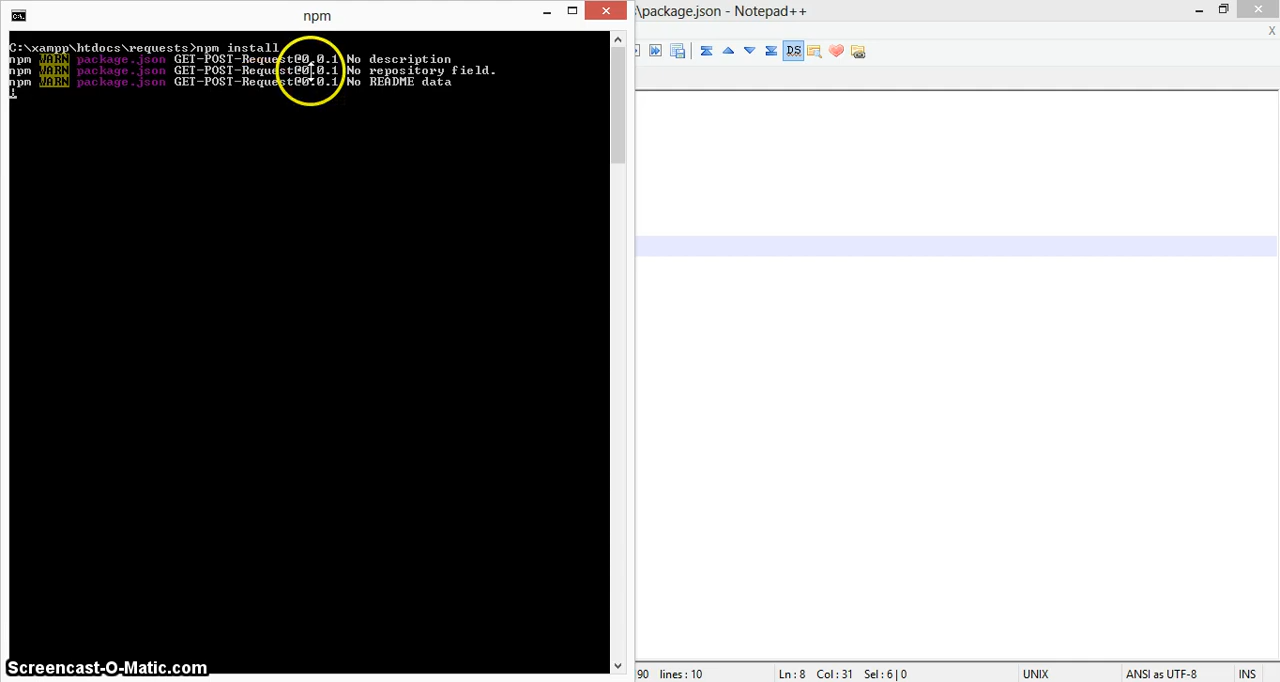 npm
\package.json - Notepad++
C:\xampp\htdocs\requests>npm install
npm WARN package.json GET-POST-Request@0.0.1 No description
npm WARN package.json GET-POST-Request@0.0.1 No repository field.
npm WARN package.json GET-POST-Request@0.0.1 No README data
DS
X
Screencast-O-Matic.com
90 lines : 10
Ln : 8 Col : 31 Sel : 6 | 0
UNIX
ANSI as UTF-8
INS